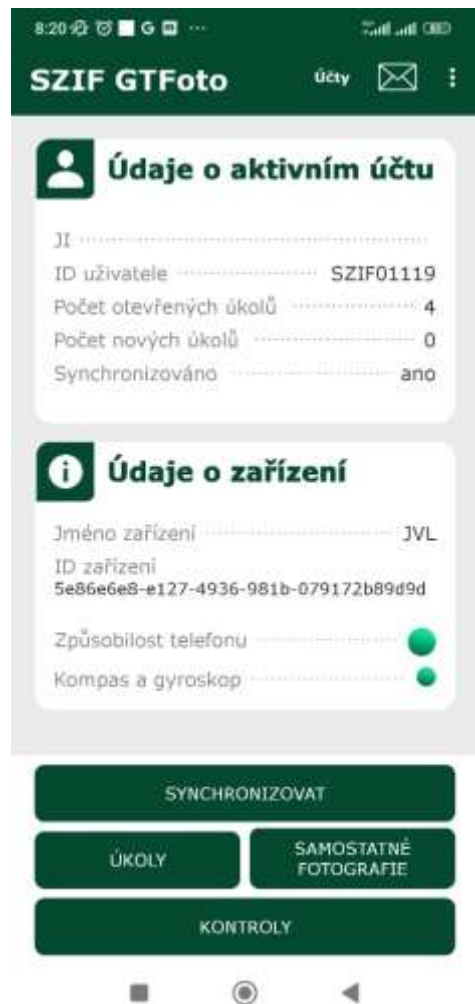 8:20 G ...
SZIF GTFoto Účty
Údaje o aktivním účtu
JI
ID uživatele SZIF01119
Počet otevřených úkolů 4
Počet nových úkolů 0
Synchronizováno ano
Údaje o zařízení
Jméno zařízení JVL
ID zařízení
5e86e6e8-e127-4936-981b-079172b89d9d
Způsobilost telefonu
Kompas a gyroskop
SYNCHRONIZOVAT
ÚKOLY
SAMOSTATNÉ
FOTOGRAFIE
KONTROLY